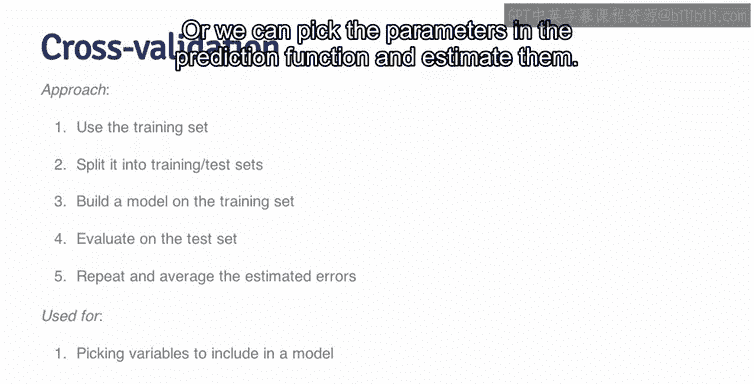 Or we can pick the parameters in the
prediction function and estimate them.
Cross-validation
Approach:
1. Use the training set
2. Split it into training/test sets
3. Build a model on the training set
4. Evaluate on the test set
5. Repeat and average the estimated errors
Used for:
1. Picking variables to include in a model